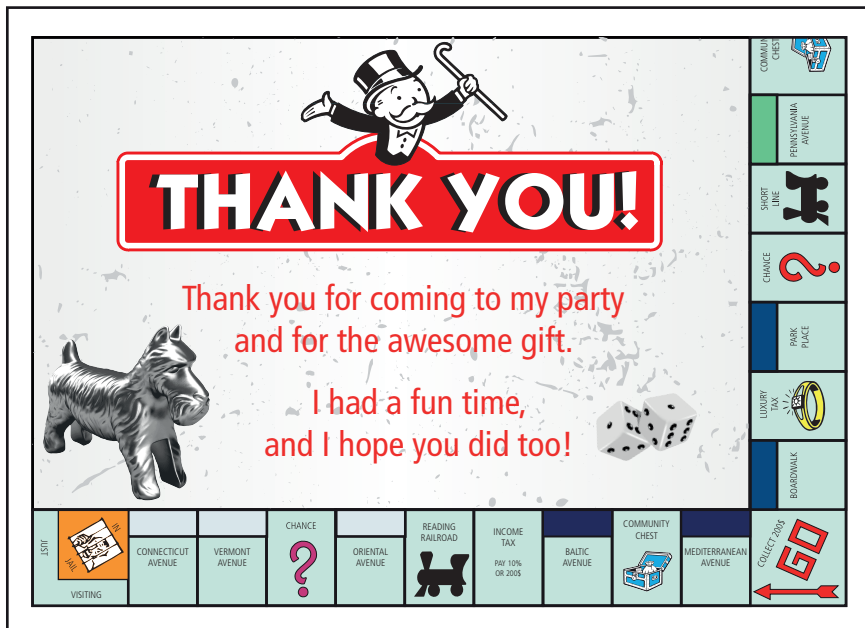 THANK YOU!
Thank you for coming to my party
and for the awesome gift.
I had a fun time,
and I hope you did too!
COMMUN
CHEST
PENNSYLVANIA
AVENUE
SHORT
LINE
CHANCE
PARK
PLACE
LUXURY
TAX
BOARDWALK
COLLECT 200$
GO
JUST
IN
JAIL
VISITING
CONNECTICUT
AVENUE
VERMONT
AVENUE
CHANCE
ORIENTAL
AVENUE
READING
RAILROAD
INCOME
TAX
PAY 10%
OR 200$
BALTIC
AVENUE
COMMUNITY
CHEST
MEDITERRANEAN
AVENUE